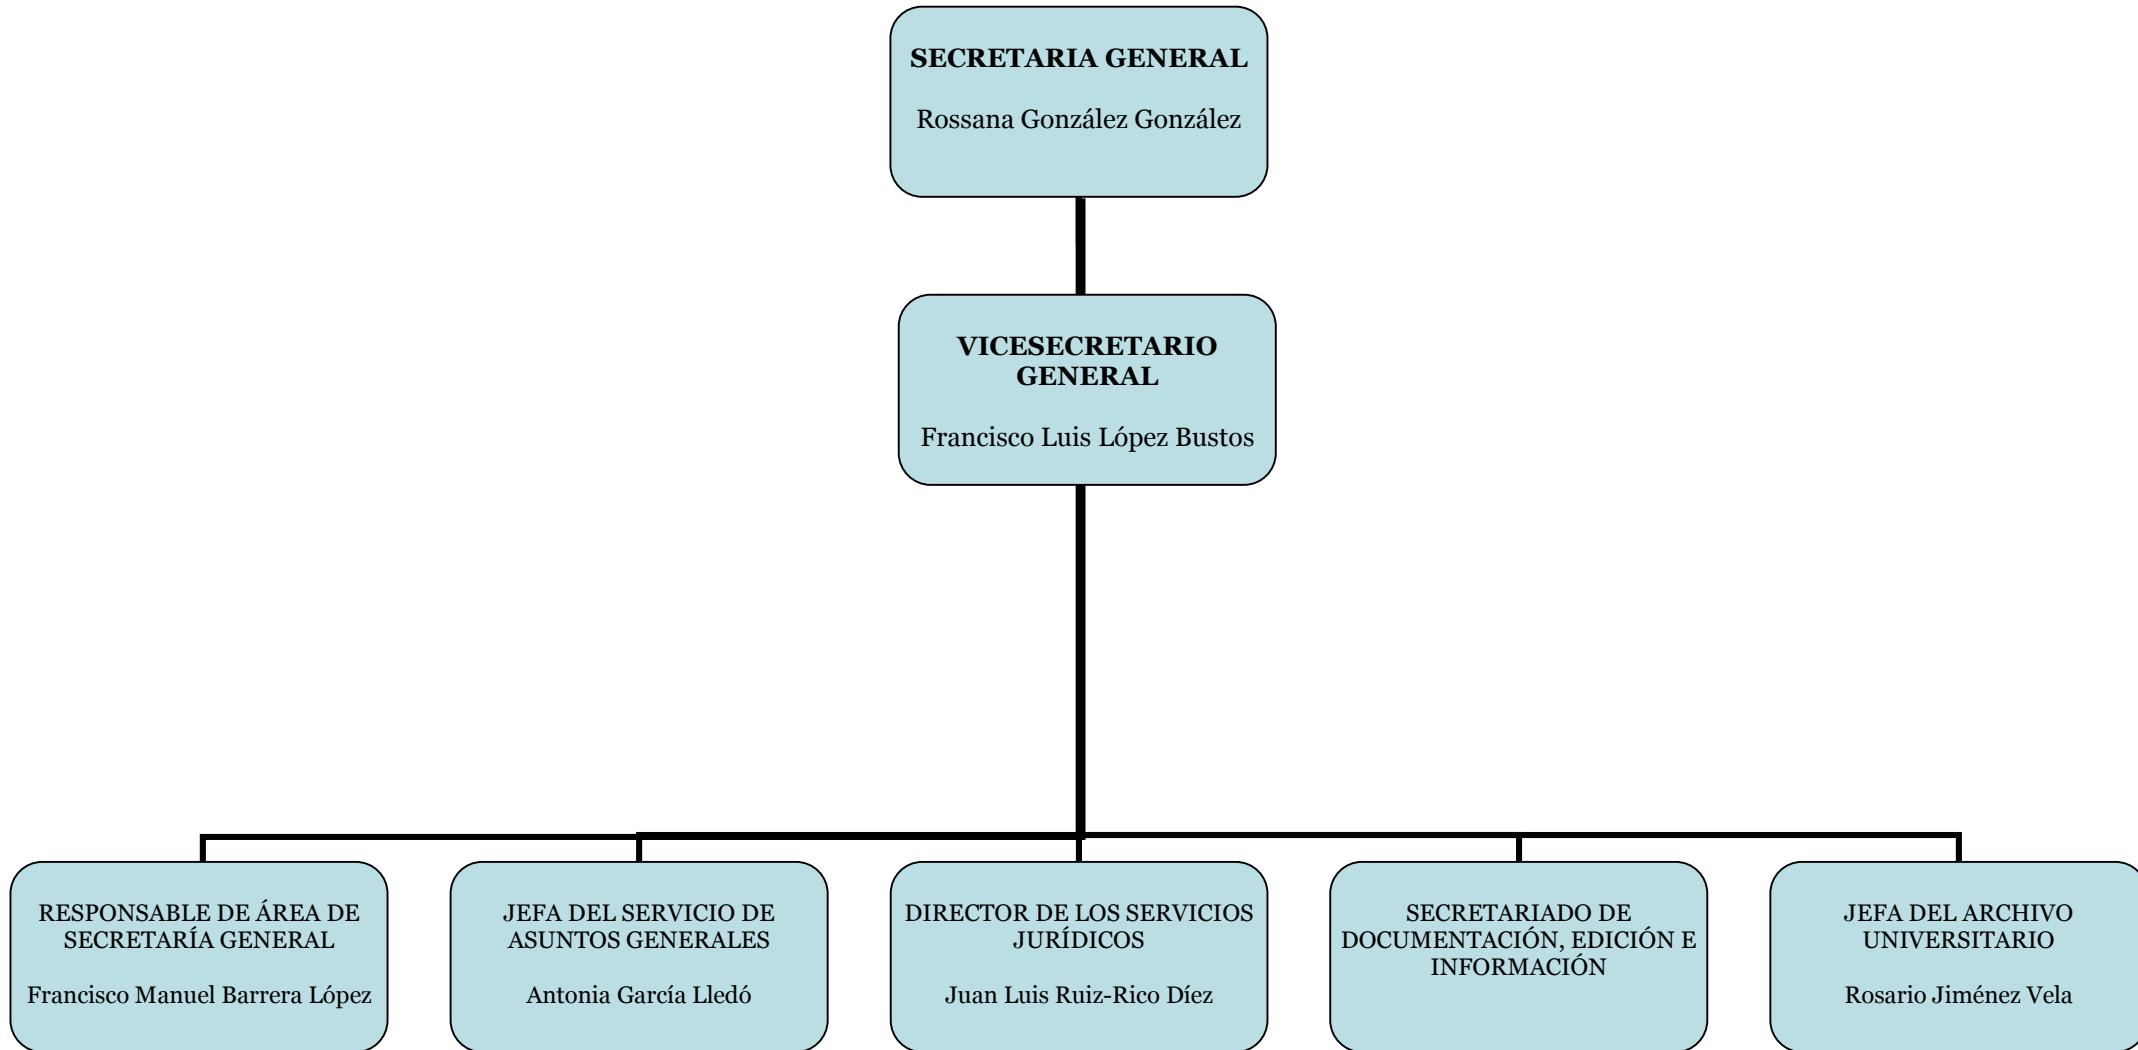 SECRETARIA GENERAL
Rossana González González
VICESECRETARIO
GENERAL
Francisco Luis López Bustos
RESPONSABLE DE ÁREA DE
SECRETARÍA GENERAL
Francisco Manuel Barrera López
JEFA DEL SERVICIO DE
ASUNTOS GENERALES
Antonia García Lledó
DIRECTOR DE LOS SERVICIOS
JURÍDICOS
Juan Luis Ruiz-Rico Díez
SECRETARIADO DE
DOCUMENTACIÓN, EDICIÓN E
INFORMACIÓN
JEFA DEL ARCHIVO
UNIVERSITARIO
Rosario Jiménez Vela